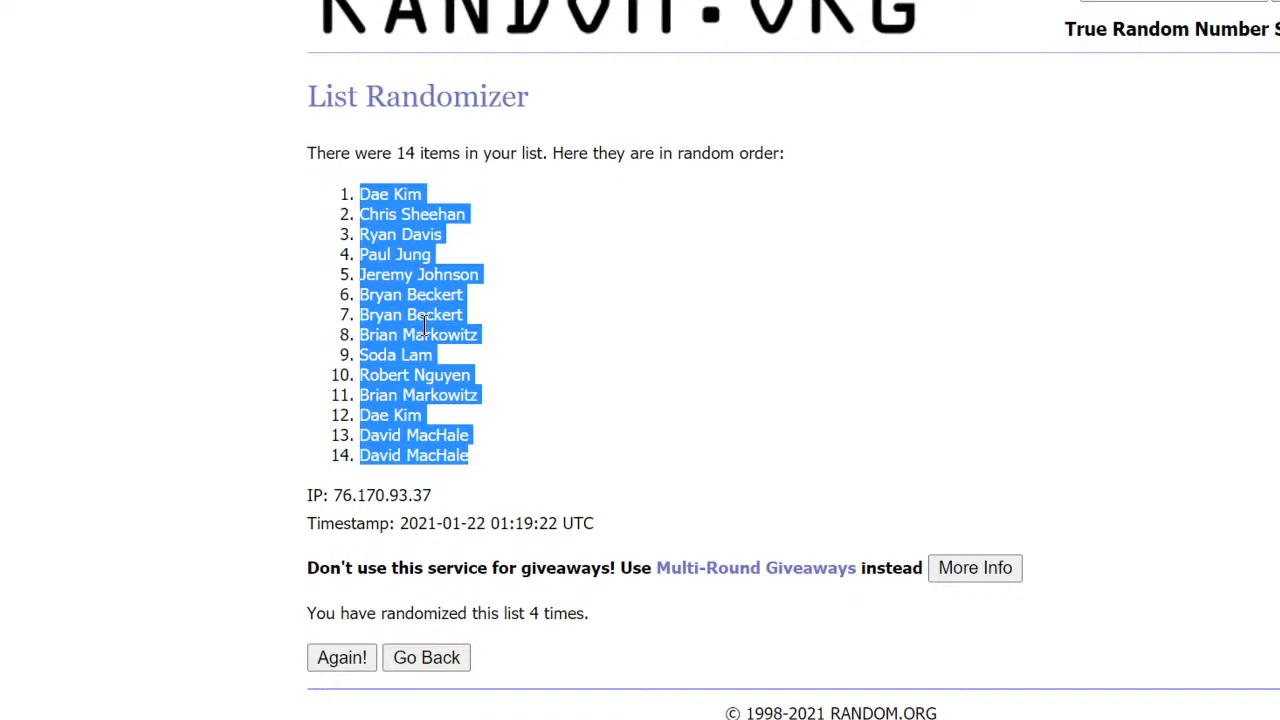 RANDOM.ORG
True Random Number
List Randomizer
There were 14 items in your list. Here they are in random order:
1. Dae Kim
2. Chris Sheehan
3. Ryan Davis
4. Paul Jung
5. Jeremy Johnson
6. Bryan Beckert
7. Bryan Beckert
8. Brian Markowitz
9. Soda Lam
10. Robert Nguyen
11. Brian Markowitz
12. Dae Kim
13. David MacHale
14. David MacHale
IP: 76.170.93.37
Timestamp: 2021-01-22 01:19:22 UTC
Don't use this service for giveaways! Use Multi-Round Giveaways instead More Info
You have randomized this list 4 times.
Again! Go Back
© 1998-2021 RANDOM.ORG